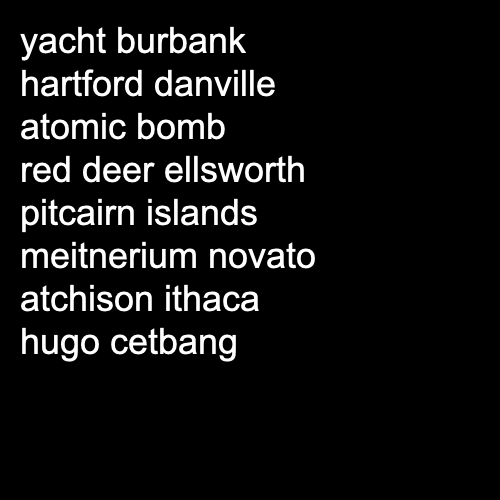 yacht burbank
hartford danville
atomic bomb
red deer ellsworth
pitcairn islands
meitnerium novato
atchison ithaca
hugo cetbang